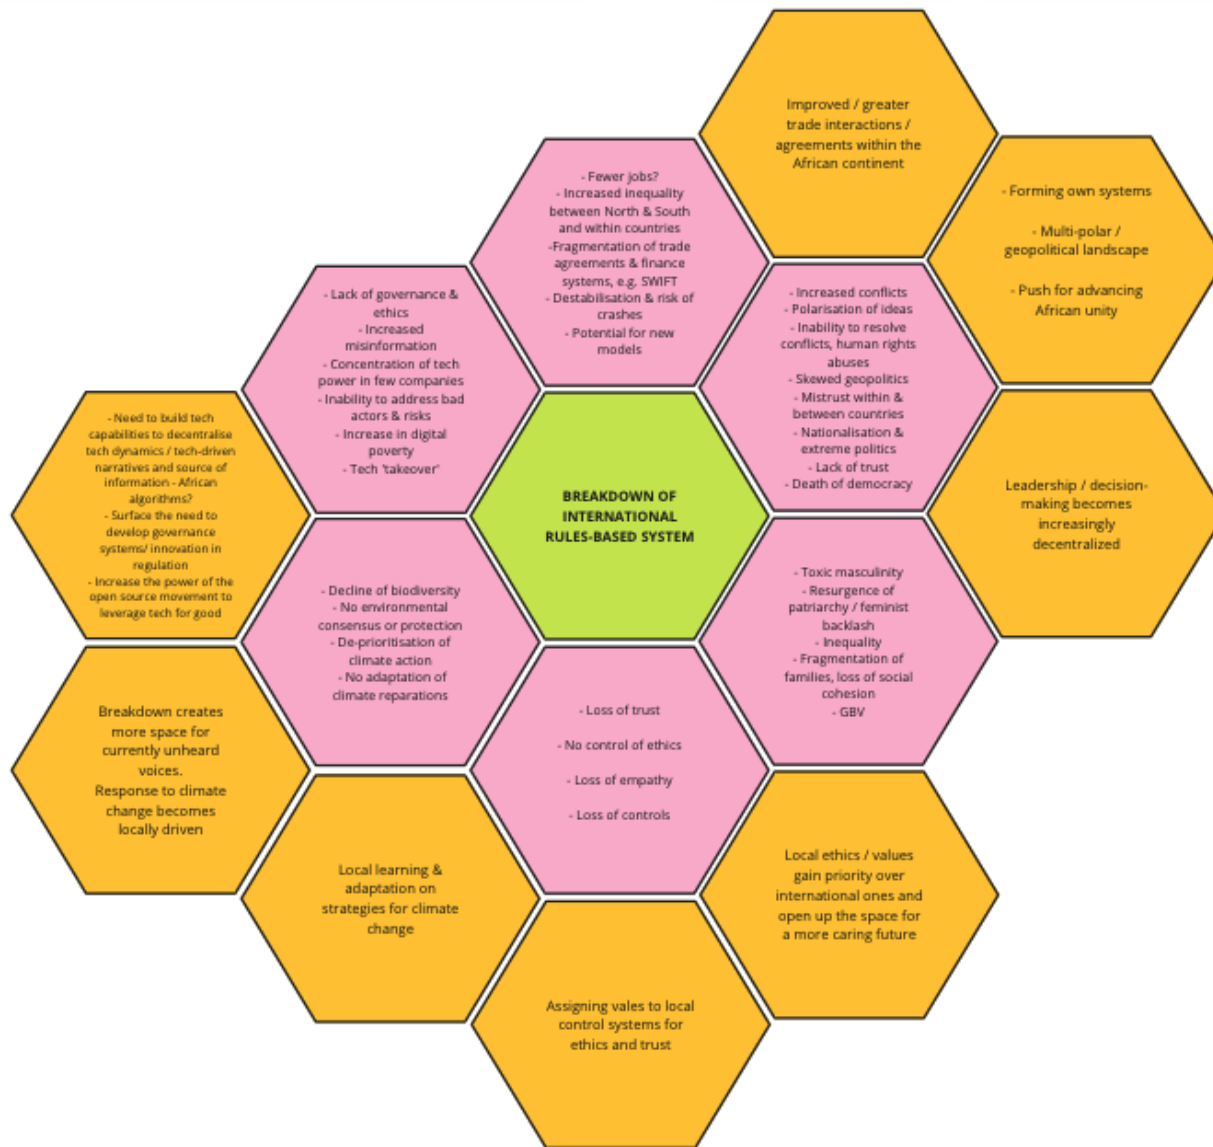 Improved / greater
trade interactions /
agreements within the
African continent
- Forming own systems
- Multi-polar /
geopolitical landscape
- Push for advancing
African unity
- Fewer jobs?
- Increased inequality
between North & South
and within countries
-Fragmentation of trade
agreements & finance
systems, e.g. SWIFT
- Destabilisation & risk of
crashes
- Potential for new
models
- Lack of governance &
ethics
- Increased
misinformation
- Concentration of tech
power in few companies
- Inability to address bad
actors & risks
- Increase in digital
poverty
- Tech 'takeover'
- Increased conflicts
- Polarisation of ideas
- Inability to resolve
conflicts, human rights
abuses
- Skewed geopolitics
- Mistrust within &
between countries
- Nationalisation &
extreme politics
- Lack of trust
- Death of democracy
- Need to build tech
capabilities to decentralise
tech dynamics / tech-driven
narratives and source of
information - African
algorithms?
- Surface the need to
develop governance
systems/ innovation in
regulation
- Increase the power of the
open source movement to
leverage tech for good
BREAKDOWN OF
INTERNATIONAL
RULES-BASED SYSTEM
Leadership / decision-
making becomes
increasingly
decentralized
- Decline of biodiversity
- No environmental
consensus or protection
- De-prioritisation of
climate action
- No adaptation of
climate reparations
- Toxic masculinity
- Resurgence of
patriarchy / feminist
backlash
- Inequality
- Fragmentation of
families, loss of social
cohesion
- GBV
Breakdown creates
more space for
currently unheard
voices.
Response to climate
change becomes
locally driven
- Loss of trust
- No control of ethics
- Loss of empathy
- Loss of controls
Local learning &
adaptation on
strategies for climate
change
Local ethics / values
gain priority over
international ones and
open up the space for
a more caring future
Assigning vales to local
control systems for
ethics and trust